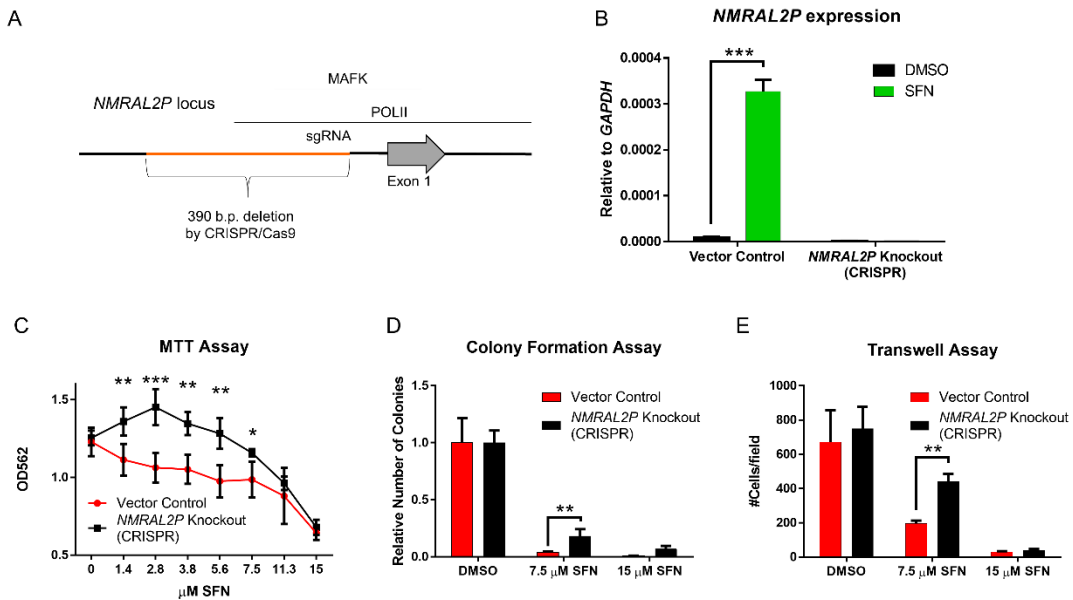 A
MAFK
NMRAL2P locus
POLII
sgRNA
Exon 1
390 b.p. deletion
by CRISPR/Cas9
B
NMRAL2P expression
Relative to GAPDH
0.0004
0.0003
0.0002
0.0001
0.0000
***
DMSO
SFN
Vector Control
NMRAL2P Knockout
(CRISPR)
C
MTT Assay
OD562
1.5
1.0
0.5
** *** ** ** *
Vector Control
NMRAL2P Knockout
(CRISPR)
0 1.4 2.8 3.8 5.6 7.5 11.3 15
μM SFN
D
Colony Formation Assay
Relative Number of Colonies
1.5
1.0
0.5
0.0
Vector Control
NMRAL2P Knockout
(CRISPR)
**
DMSO 7.5 μM SFN 15 μM SFN
E
Transwell Assay
#Cells/field
1000
800
600
400
200
0
Vector Control
NMRAL2P Knockout
(CRISPR)
**
DMSO 7.5 μM SFN 15 μM SFN